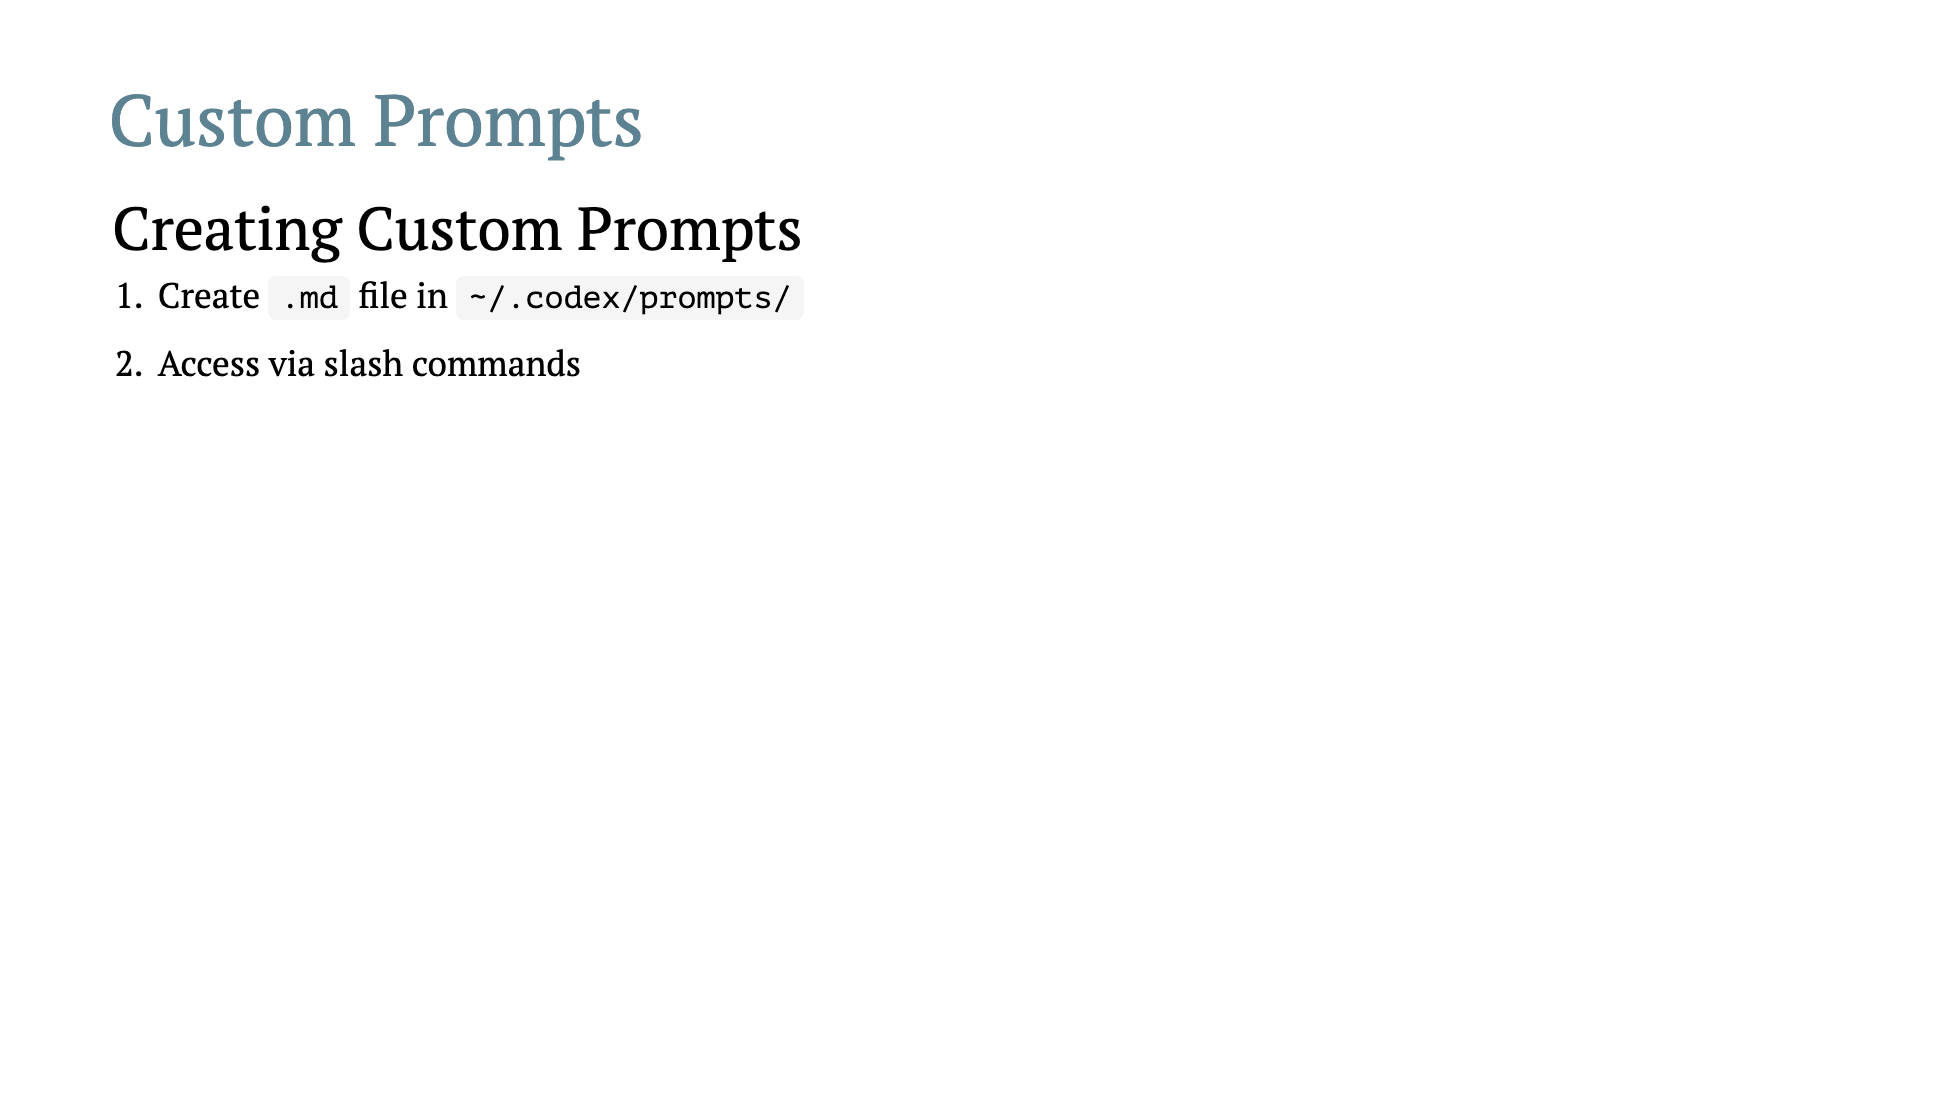 Custom Prompts
Creating Custom Prompts
1. Create .md file in ~/.codex/prompts/
2. Access via slash commands